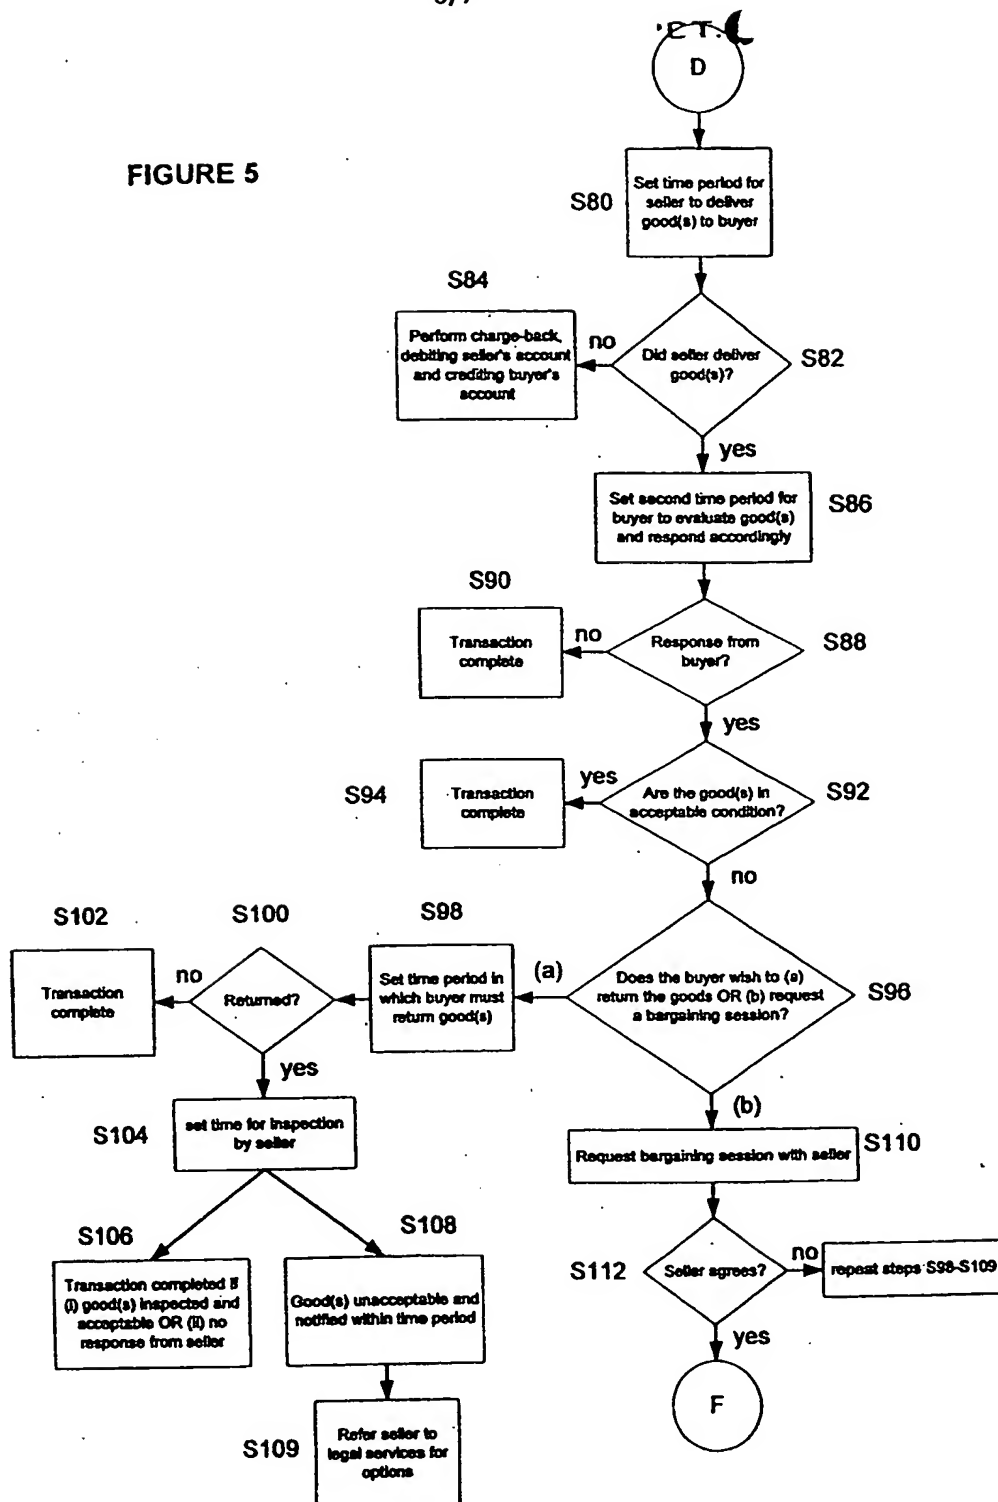 D
FIGURE 5
S80
Set time period for
seller to deliver
good(s) to buyer
S84
Perform charge-back,
debiting seller's account
and crediting buyer's
account
no
Did seller deliver
good(s)?
S82
yes
Set second time period for
buyer to evaluate good(s)
and respond accordingly
S86
S90
Transaction
complete
no
Response from
buyer?
S88
yes
S94
Transaction
complete
yes
Are the good(s) in
acceptable condition?
S92
no
S102
S100
S98
Transaction
complete
no
Returned?
Set time period in
which buyer must
return good(s)
(a)
Does the buyer wish to (a)
return the goods OR (b) request
a bargaining session?
S96
yes
(b)
S104
set time for inspection
by seller
Request bargaining session with seller
S110
S106
S108
Transaction completed if
(i) good(s) inspected and
acceptable OR (ii) no
response from seller
Good(s) unacceptable and
notified within time period
S112
Seller agrees?
no
repeat steps S98-S109
yes
F
S109
Refer seller to
legal services for
options